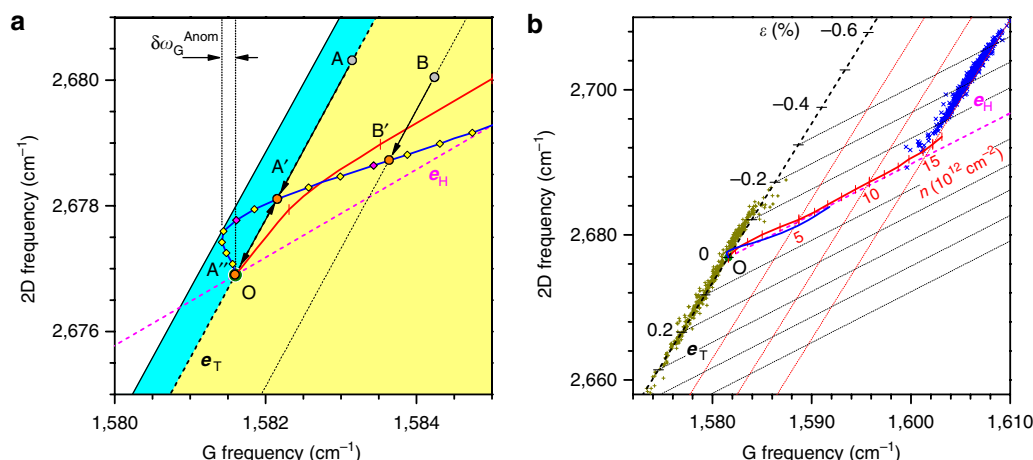 a
δω_G^Anom
2D frequency (cm⁻¹)
2,680
2,678
2,676
A
B
B′
A′
A″
O
e_H
e_T
1,580
1,582
1,584
G frequency (cm⁻¹)
b
2D frequency (cm⁻¹)
2,700
2,680
2,660
ε (%)
−0.6
−0.4
−0.2
0
0.2
O
e_T
e_H
5
10
15
n (10¹² cm⁻²)
1,580
1,590
1,600
1,610
G frequency (cm⁻¹)